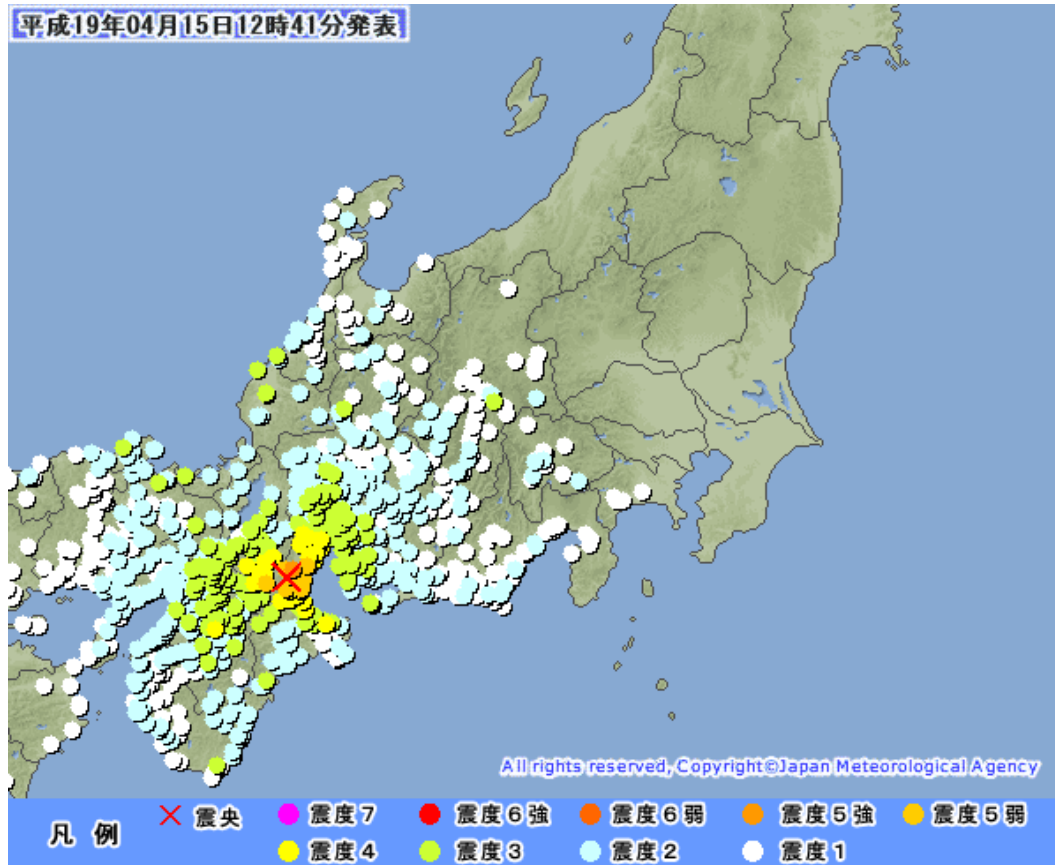 平成19年04月15日12時41分発表
All rights reserved, Copyright©Japan Meteorological Agency
凡 例
震央 震度7 震度6強 震度6弱 震度5強 震度5弱
震度4 震度3 震度2 震度1